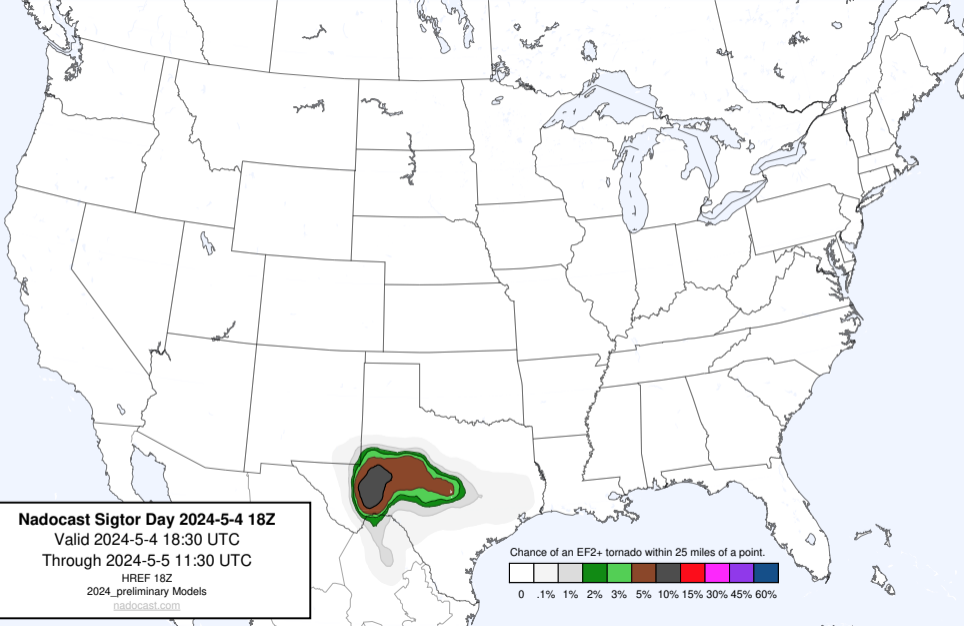 Nadocast Sigtor Day 2024-5-4 18Z
Valid 2024-5-4 18:30 UTC
Through 2024-5-5 11:30 UTC
HREF 18Z
2024_preliminary Models
nadocast.com
Chance of an EF2+ tornado within 25 miles of a point.
0 .1% 1% 2% 3% 5% 10% 15% 30% 45% 60%